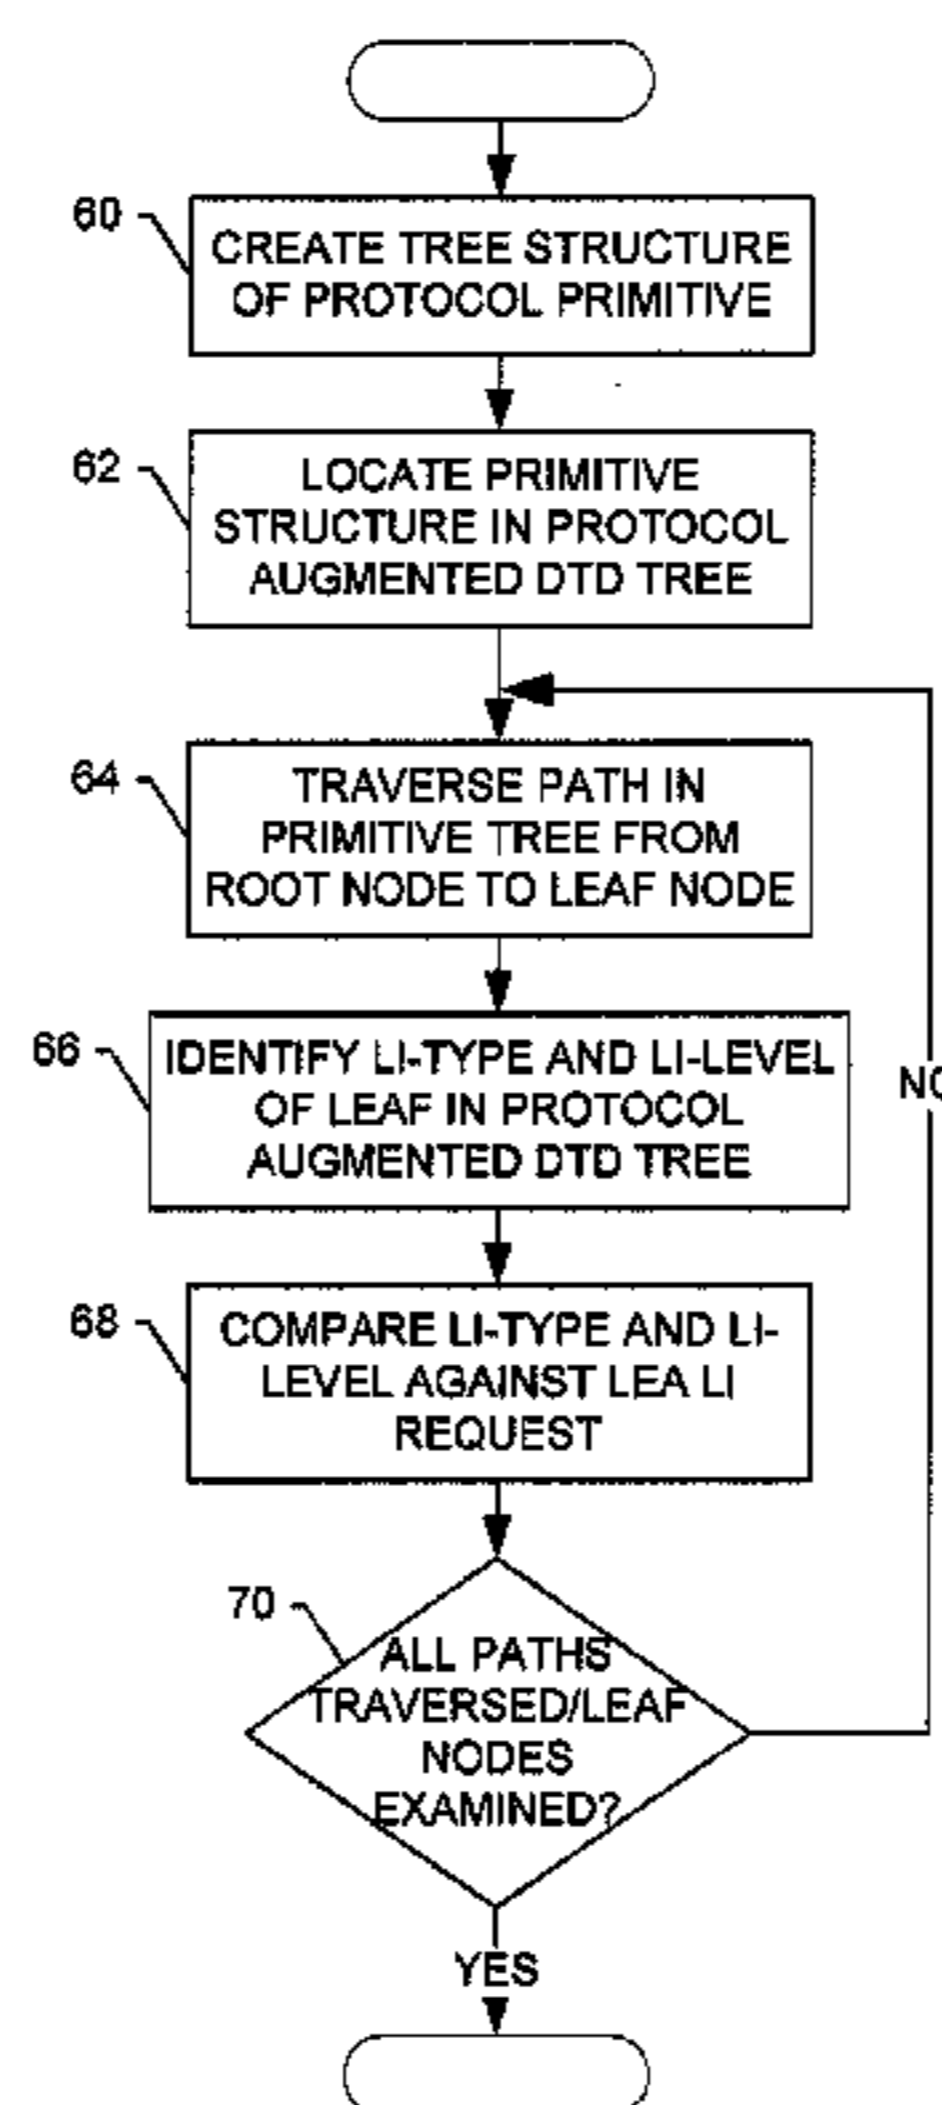 60
CREATE TREE STRUCTURE
OF PROTOCOL PRIMITIVE
62
LOCATE PRIMITIVE
STRUCTURE IN PROTOCOL
AUGMENTED DTD TREE
64
TRAVERSE PATH IN
PRIMITIVE TREE FROM
ROOT NODE TO LEAF NODE
66
IDENTIFY LI-TYPE AND LI-LEVEL
OF LEAF IN PROTOCOL
AUGMENTED DTD TREE
NO
68
COMPARE LI-TYPE AND LI-
LEVEL AGAINST LEA LI
REQUEST
70
ALL PATHS
TRAVERSED/LEAF
NODES
EXAMINED?
YES